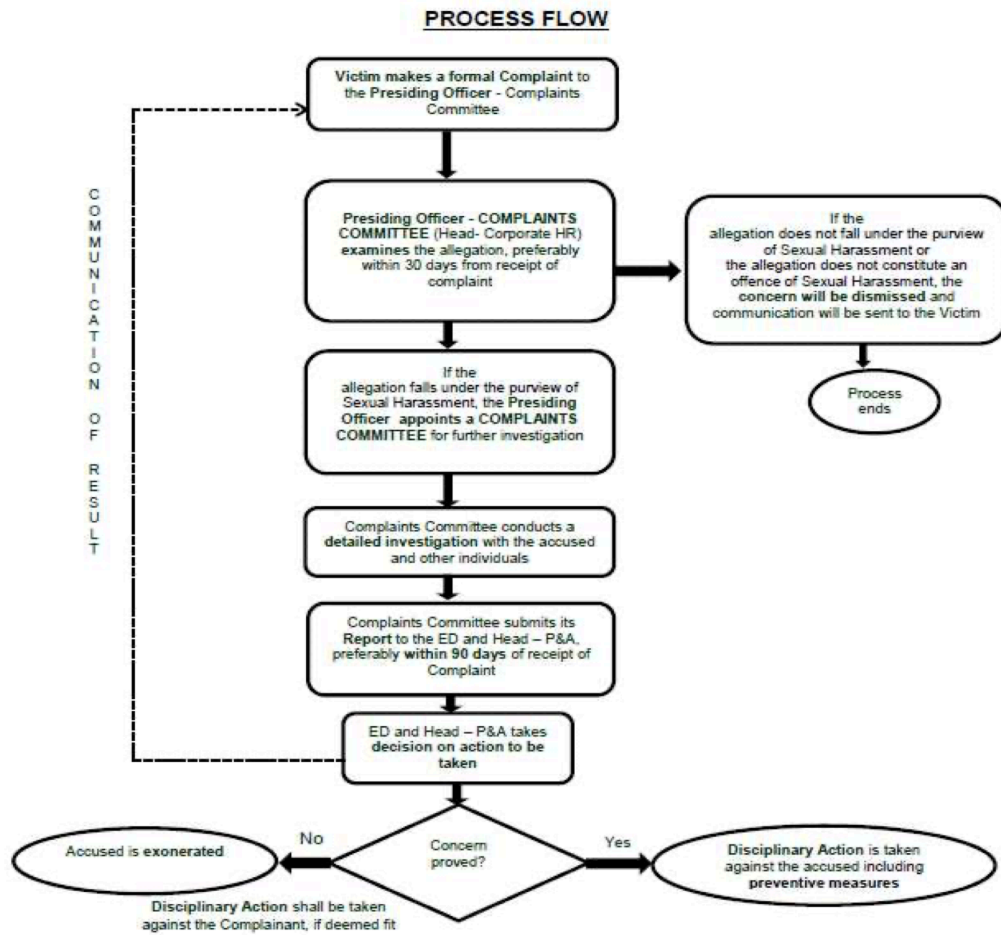 PROCESS FLOW
Victim makes a formal Complaint to
the Presiding Officer - Complaints
Committee
COMMUNICATION OF RESULT
Presiding Officer - COMPLAINTS
COMMITTEE (Head- Corporate HR)
examines the allegation, preferably
within 30 days from receipt of
complaint
If the
allegation does not fall under the purview
of Sexual Harassment or
the allegation does not constitute an
offence of Sexual Harassment, the
concern will be dismissed and
communication will be sent to the Victim
Process
ends
If the
allegation falls under the purview of
Sexual Harassment, the Presiding
Officer appoints a COMPLAINTS
COMMITTEE for further investigation
Complaints Committee conducts a
detailed investigation with the accused
and other individuals
Complaints Committee submits its
Report to the ED and Head – P&A,
preferably within 90 days of receipt of
Complaint
ED and Head – P&A takes
decision on action to be
taken
Concern
proved?
No
Accused is exonerated
Disciplinary Action shall be taken
against the Complainant, if deemed fit
Yes
Disciplinary Action is taken
against the accused including
preventive measures